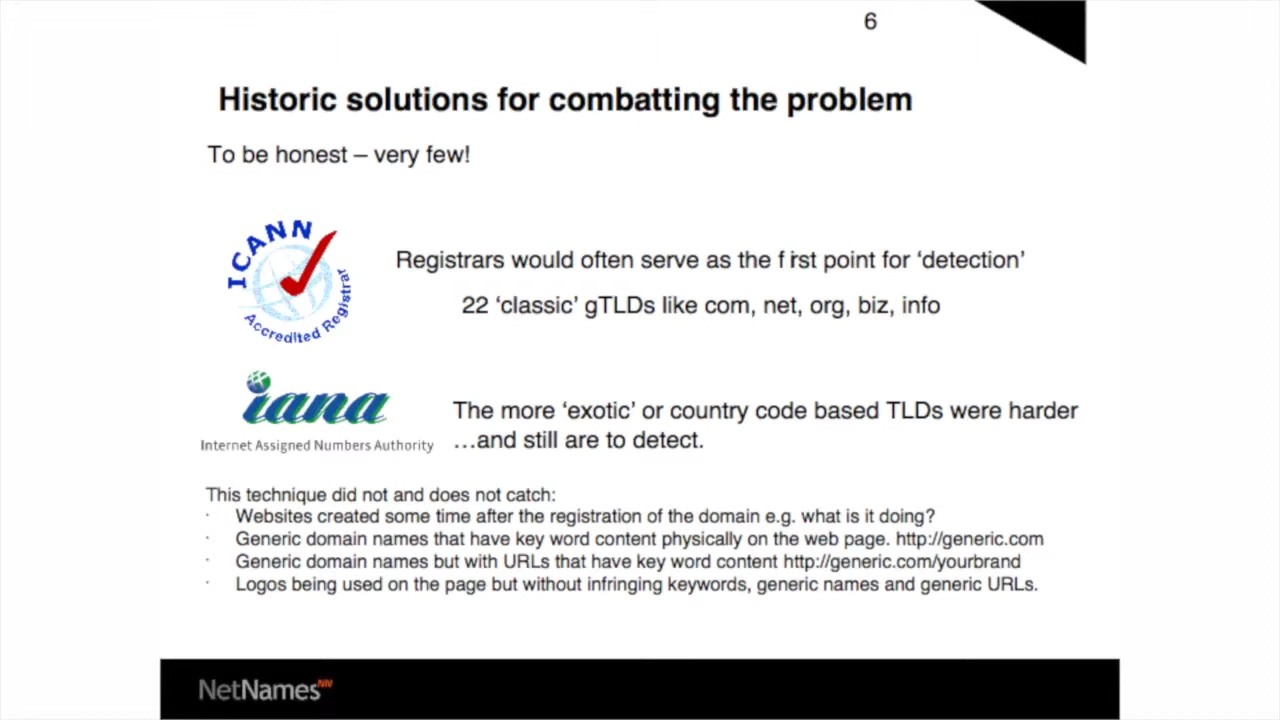 6
Historic solutions for combatting the problem
To be honest – very few!
ICANN
Accredited Registrar
Registrars would often serve as the first point for ‘detection’
22 ‘classic’ gTLDs like com, net, org, biz, info
iana
Internet Assigned Numbers Authority
The more ‘exotic’ or country code based TLDs were harder
…and still are to detect.
This technique did not and does not catch:
· Websites created some time after the registration of the domain e.g. what is it doing?
· Generic domain names that have key word content physically on the web page. http://generic.com
· Generic domain names but with URLs that have key word content http://generic.com/yourbrand
· Logos being used on the page but without infringing keywords, generic names and generic URLs.
NetNames